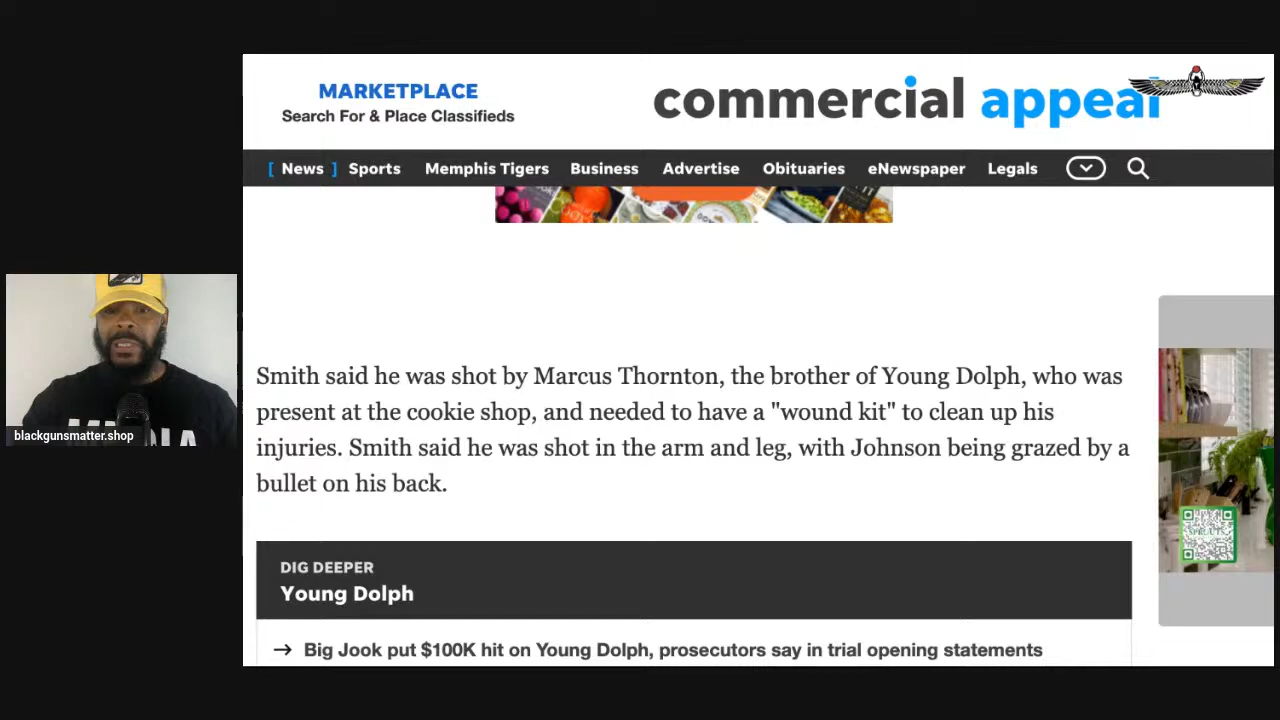 MARKETPLACE
Search For & Place Classifieds
commercial appeal
[ News ] Sports Memphis Tigers Business Advertise Obituaries eNewspaper Legals
Smith said he was shot by Marcus Thornton, the brother of Young Dolph, who was
present at the cookie shop, and needed to have a "wound kit" to clean up his
injuries. Smith said he was shot in the arm and leg, with Johnson being grazed by a
bullet on his back.
blackgunsmatter.shop
DIG DEEPER
Young Dolph
→ Big Jook put $100K hit on Young Dolph, prosecutors say in trial opening statements